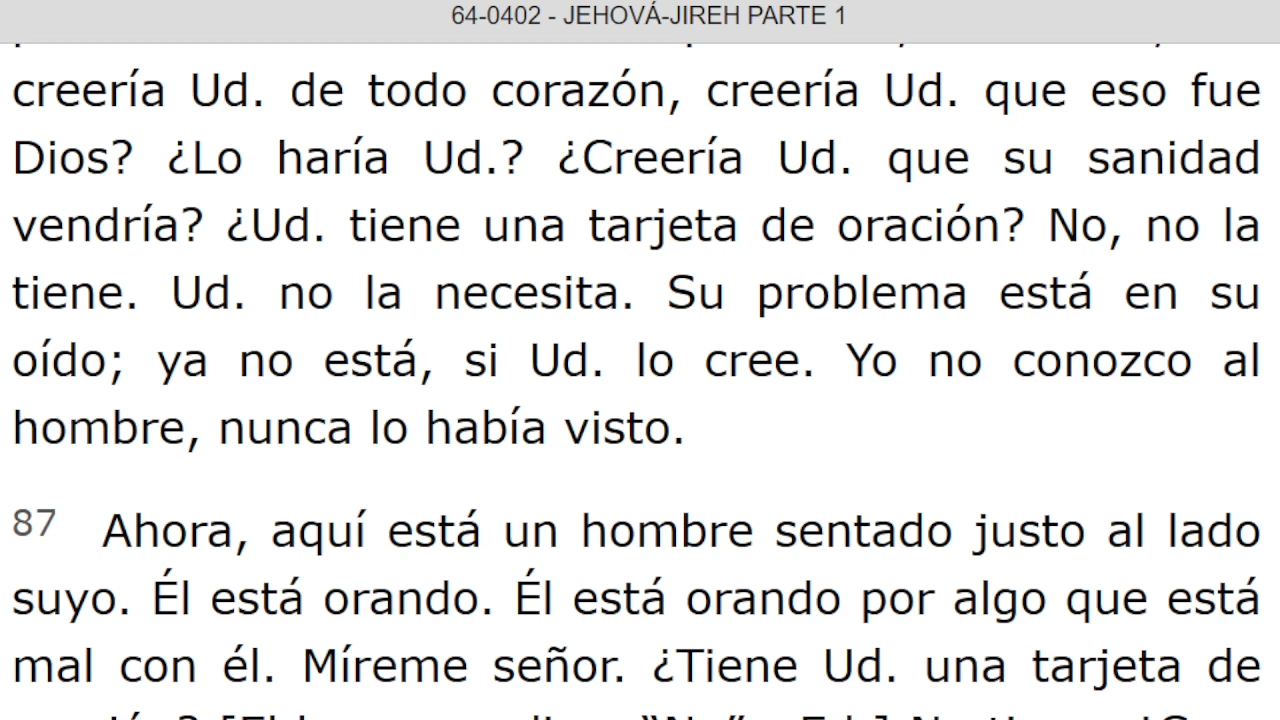 64-0402 - JEHOVÁ-JIREH PARTE 1
creería Ud. de todo corazón, creería Ud. que eso fue
Dios? ¿Lo haría Ud.? ¿Creería Ud. que su sanidad
vendría? ¿Ud. tiene una tarjeta de oración? No, no la
tiene. Ud. no la necesita. Su problema está en su
oído; ya no está, si Ud. lo cree. Yo no conozco al
hombre, nunca lo había visto.
87 Ahora, aquí está un hombre sentado justo al lado
suyo. Él está orando. Él está orando por algo que está
mal con él. Míreme señor. ¿Tiene Ud. una tarjeta de